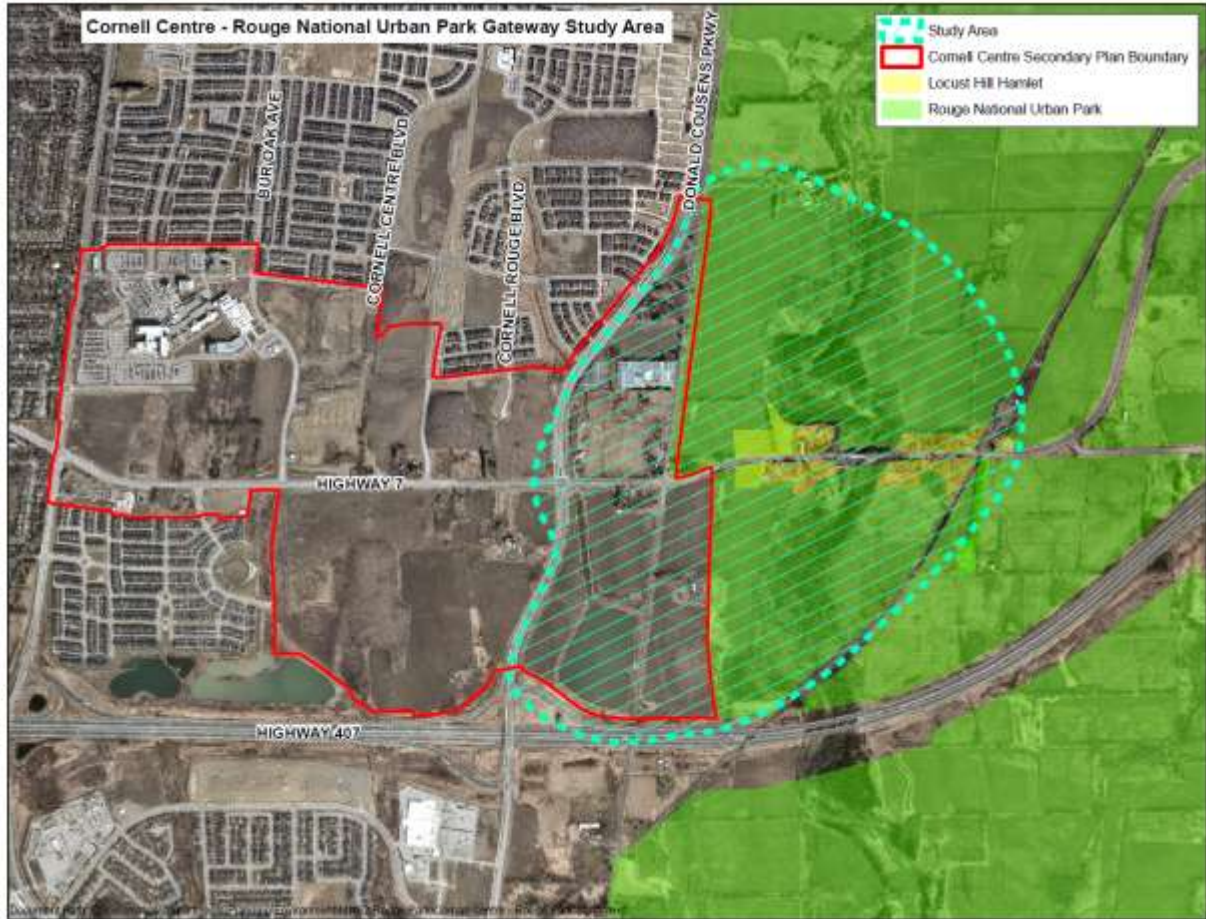 Cornell Centre - Rouge National Urban Park Gateway Study Area
Study Area
Cornell Centre Secondary Plan Boundary
Locust Hill Hamlet
Rouge National Urban Park
DONALD COUSENS PKWY
BUR OAK AVE
CORNELL CENTRE BLVD
CORNELL ROUGE BLVD
HIGHWAY 7
HIGHWAY 407
Document Path: